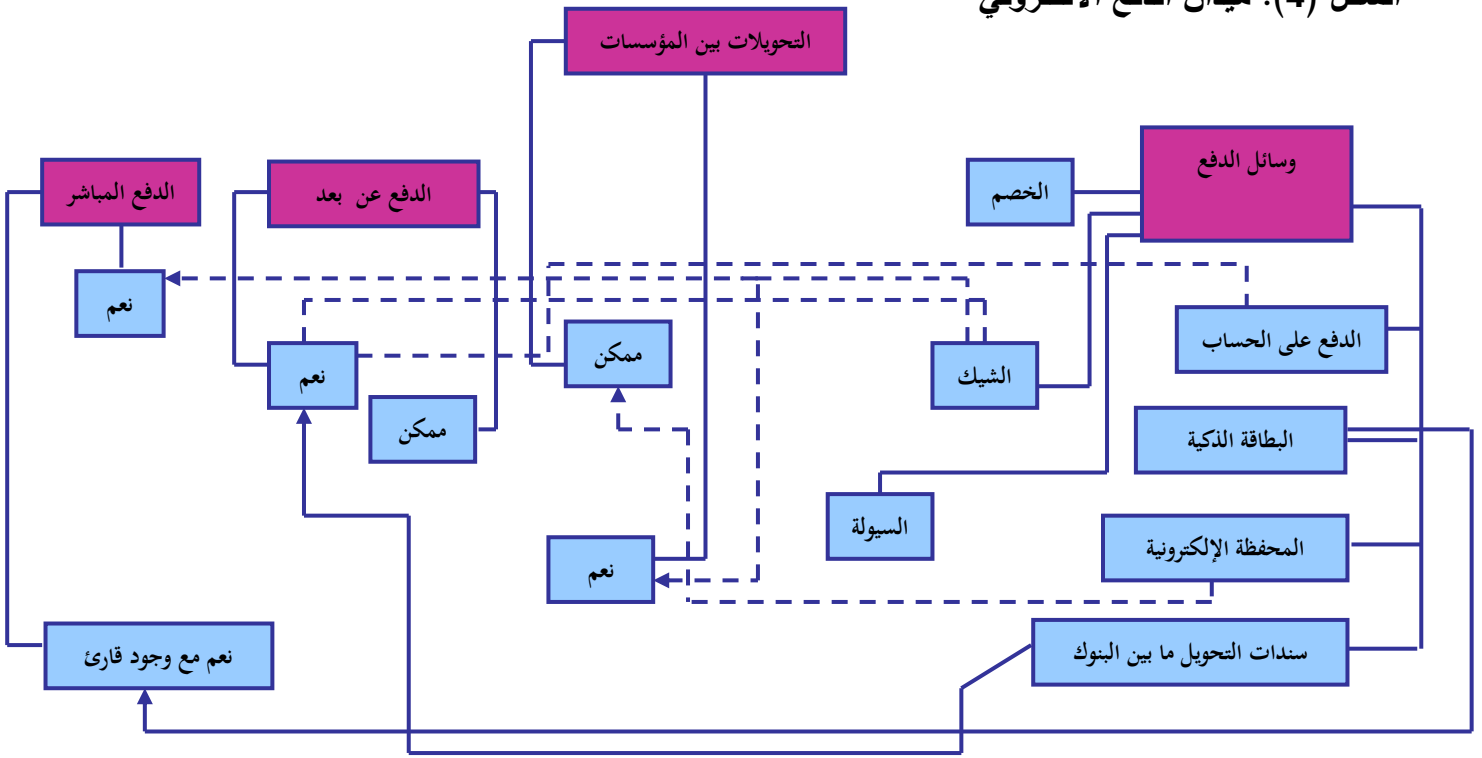 (4):
التحويلات بين المؤسسات
وسائل الدفع
الخصم
الدفع عن بعد
الدفع المباشر
نعم
الدفع على الحساب
ممكن
الشيك
نعم
ممكن
البطاقة الذكية
السيولة
المحفظة الإلكترونية
نعم
سندات التحويل ما بين البنوك
نعم مع وجود قارئ